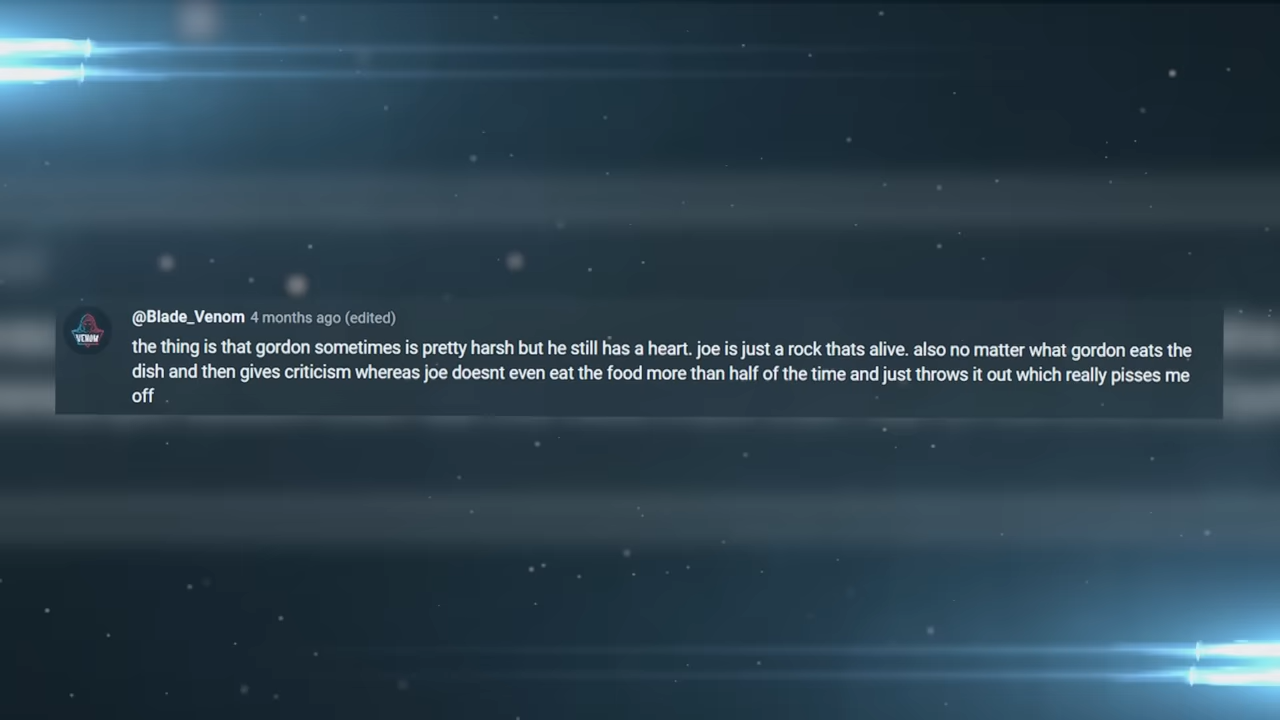 @Blade_Venom 4 months ago (edited)
VENOM
the thing is that gordon sometimes is pretty harsh but he still has a heart. joe is just a rock thats alive. also no matter what gordon eats the
dish and then gives criticism whereas joe doesnt even eat the food more than half of the time and just throws it out which really pisses me
off